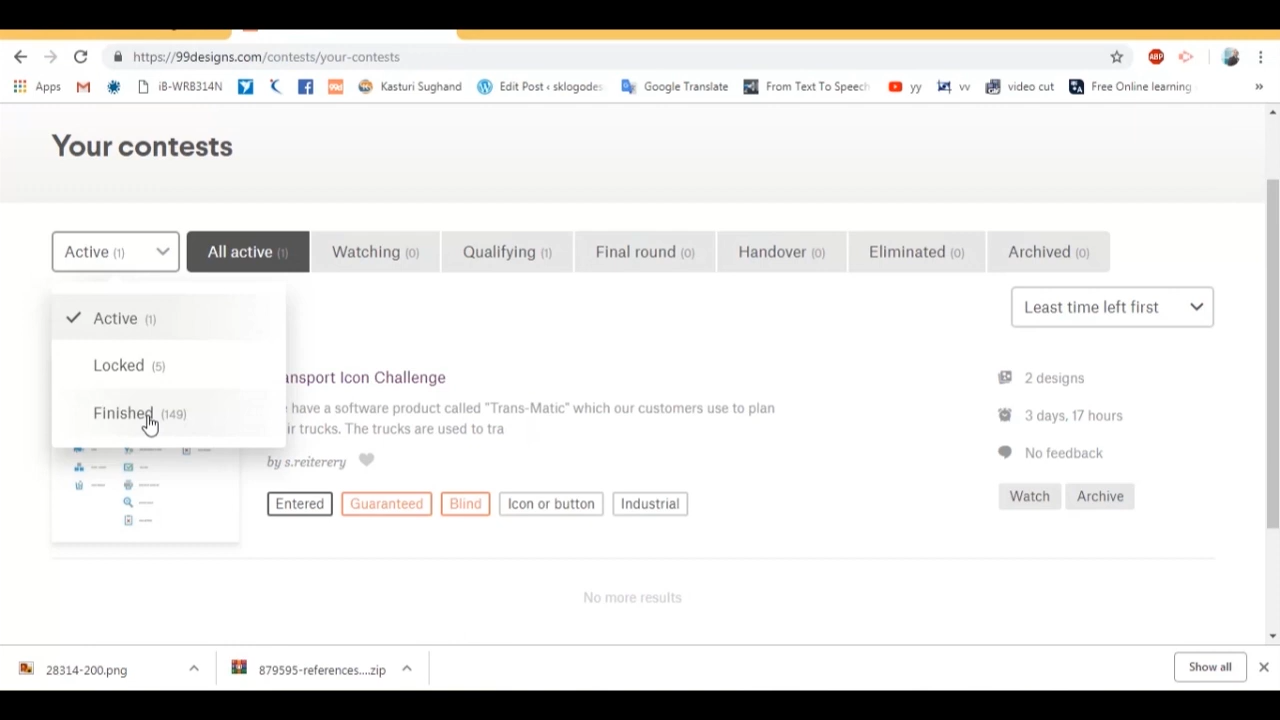 https://99designs.com/contests/your-contests
ABP
Apps iB-WRB314N Kasturi Sughand Edit Post ‹ sklogodes Google Translate From Text To Speech yy vv video cut Free Online learning »
Your contests
Active (1) All active (1) Watching (0) Qualifying (1) Final round (0) Handover (0) Eliminated (0) Archived (0)
Least time left first
Active (1)
Locked (5)
Finished (149)
ansport Icon Challenge
have a software product called "Trans-Matic" which our customers use to plan
ir trucks. The trucks are used to tra
by s.reiterery
Entered Guaranteed Blind Icon or button Industrial
2 designs
3 days, 17 hours
No feedback
Watch Archive
No more results
28314-200.png 879595-references....zip Show all